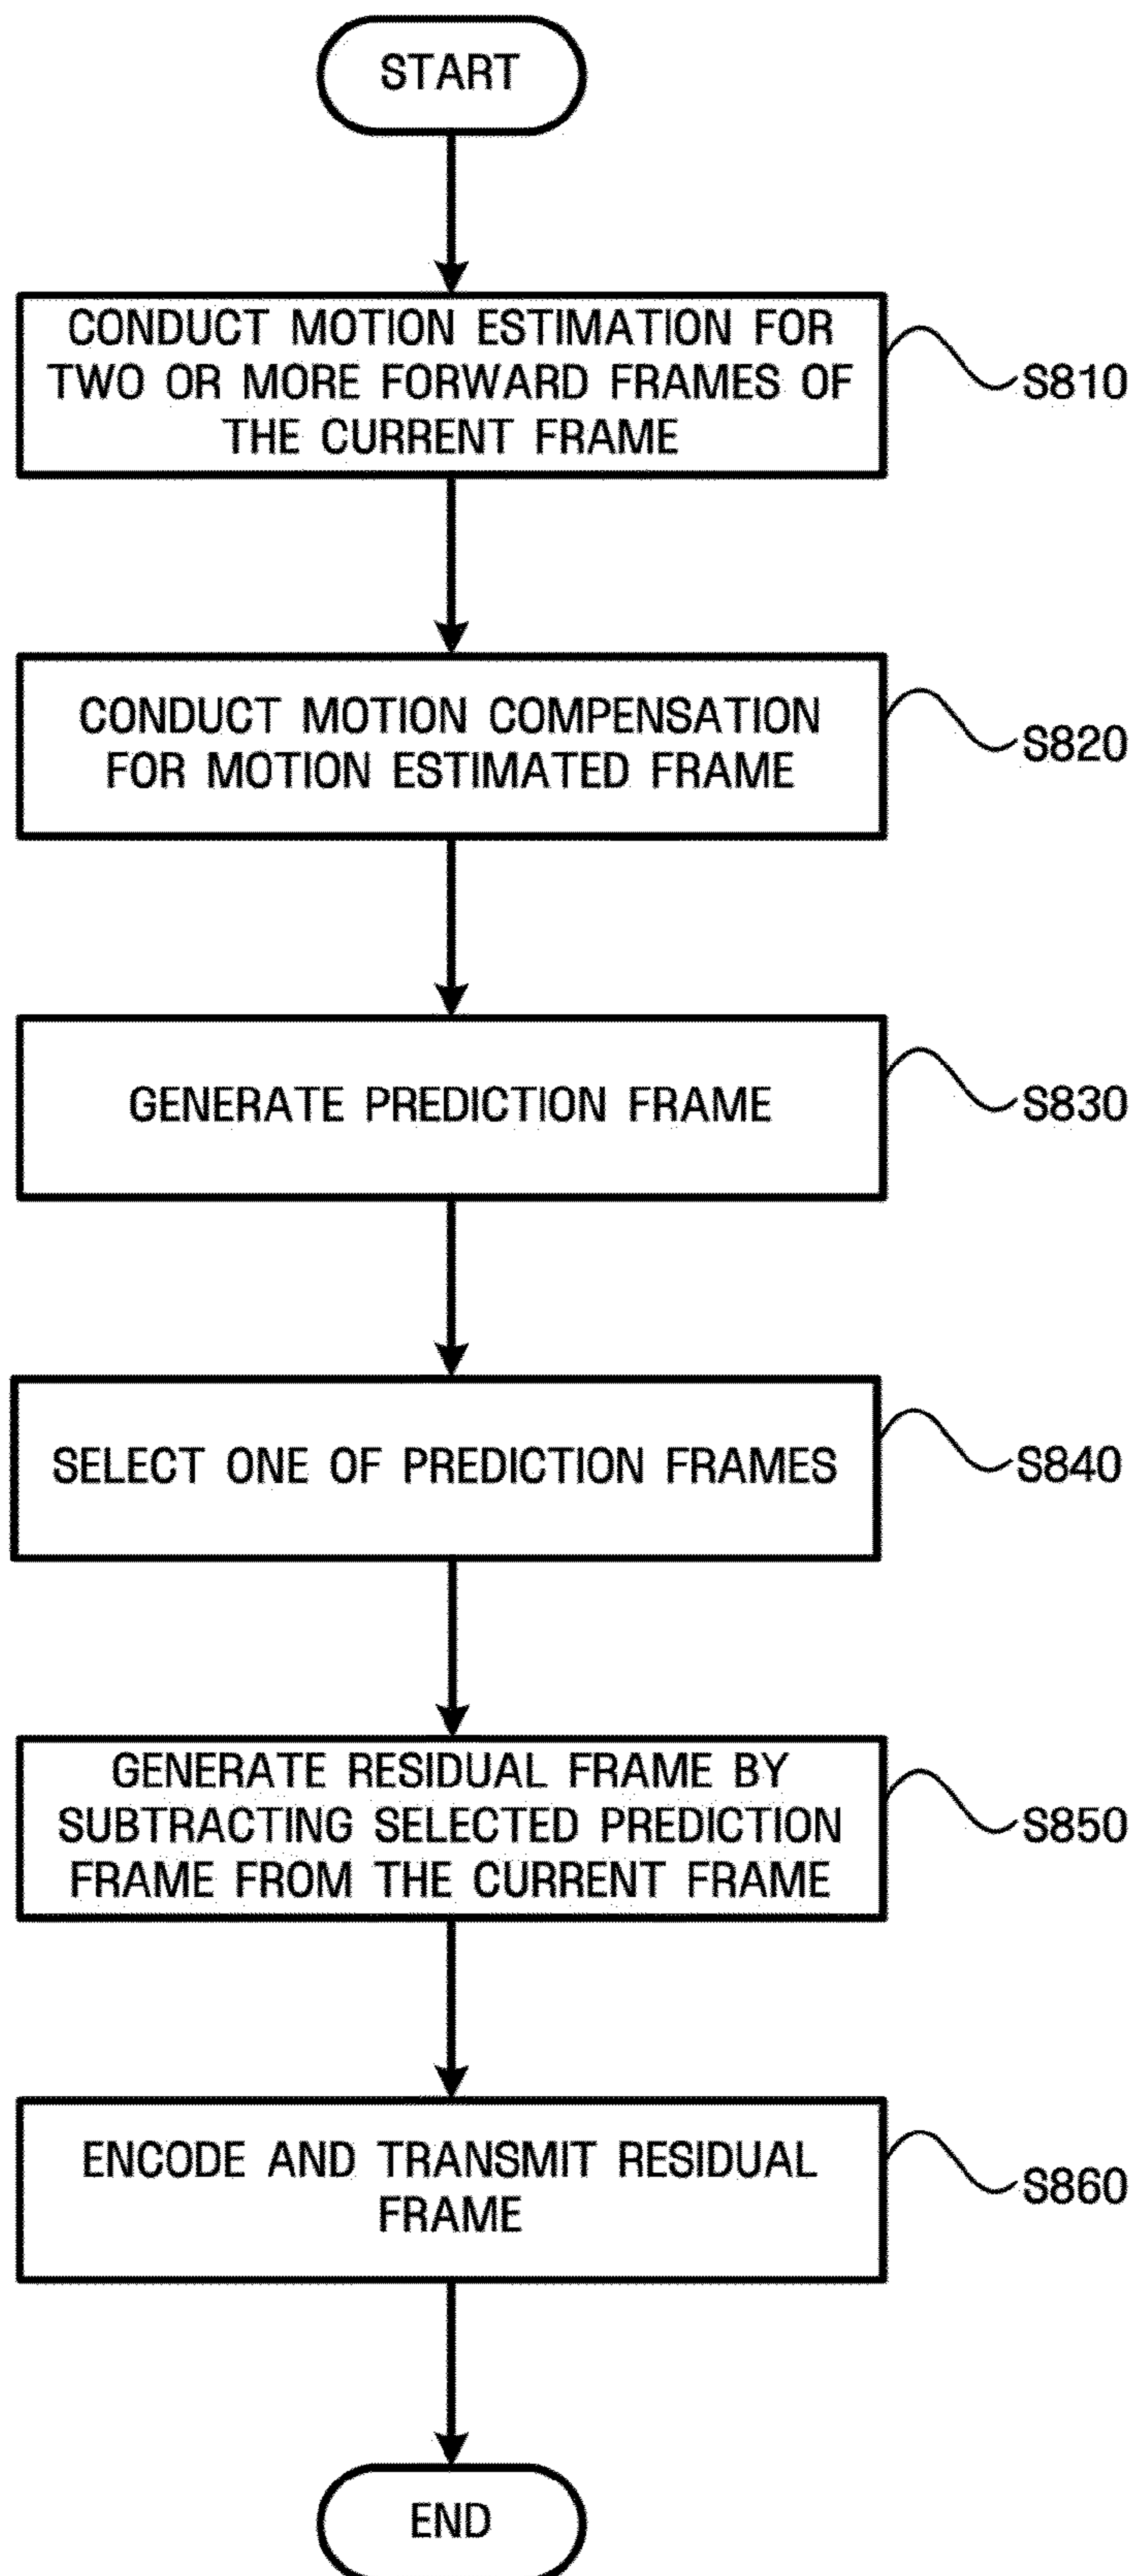 START
CONDUCT MOTION ESTIMATION FOR
TWO OR MORE FORWARD FRAMES OF
THE CURRENT FRAME
S810
CONDUCT MOTION COMPENSATION
FOR MOTION ESTIMATED FRAME
S820
GENERATE PREDICTION FRAME
S830
SELECT ONE OF PREDICTION FRAMES
S840
GENERATE RESIDUAL FRAME BY
SUBTRACTING SELECTED PREDICTION
FRAME FROM THE CURRENT FRAME
S850
ENCODE AND TRANSMIT RESIDUAL
FRAME
S860
END